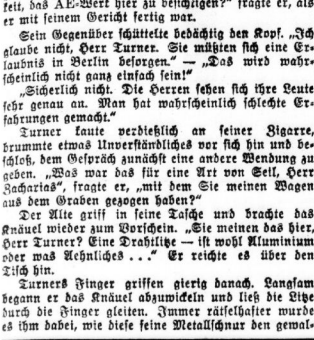 keit, das AE-Werk hier zu besichtigen?" fragte er, als
er mit seinem Gericht fertig war.
Sein Gegenüber schüttelte bedächtig den Kopf. „Ich
glaube nicht, Herr Turner. Sie müßten sich eine Er-
laubnis in Berlin besorgen." — „Das wird wahr-
scheinlich nicht ganz einfach sein!"
„Sicherlich nicht. Die Herren sehen sich ihre Leute
sehr genau an. Man hat wahrscheinlich schlechte Er-
fahrungen gemacht."
Turner kaute verdrießlich an seiner Zigarre,
brummte etwas Unverständliches vor sich hin und be-
schloß, dem Gespräch zunächst eine andere Wendung zu
geben. „Was war das für eine Art von Seil, Herr
Zacharias", fragte er, „mit dem Sie meinen Wagen
aus dem Graben gezogen haben?"
Der Alte griff in seine Tasche und brachte das
Knäuel wieder zum Vorschein. „Sie meinen das hier,
Herr Turner? Eine Drahtlitze — ist wohl Aluminium
oder was Aehnliches . . ." Er reichte es über den
Tisch hin.
Turners Finger griffen gierig danach. Langsam
begann er das Knäuel abzuwickeln und ließ die Litze
durch die Finger gleiten. Immer rätselhafter wurde
es ihm dabei, wie diese feine Metallschnur den gewal-